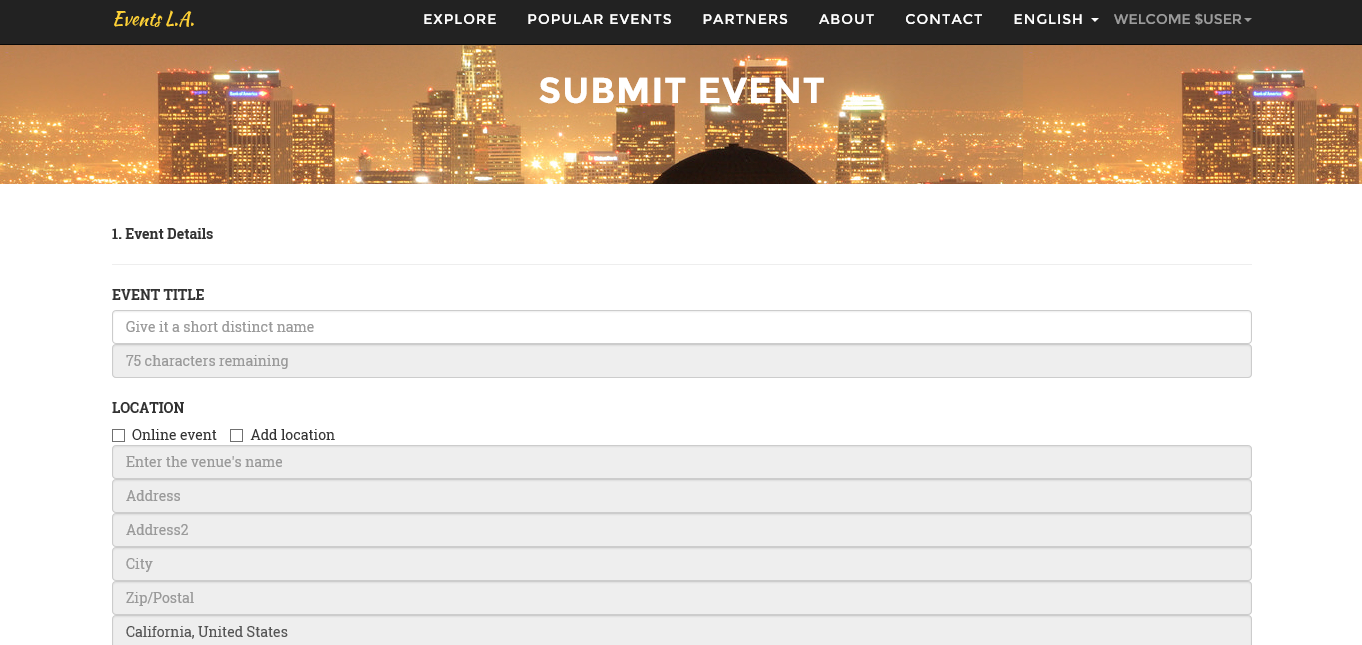 Events L.A.
EXPLORE POPULAR EVENTS PARTNERS ABOUT CONTACT ENGLISH WELCOME $USER
SUBMIT EVENT
1. Event Details
EVENT TITLE
Give it a short distinct name
75 characters remaining
LOCATION
Online event Add location
Enter the venue's name
Address
Address2
City
Zip/Postal
California, United States